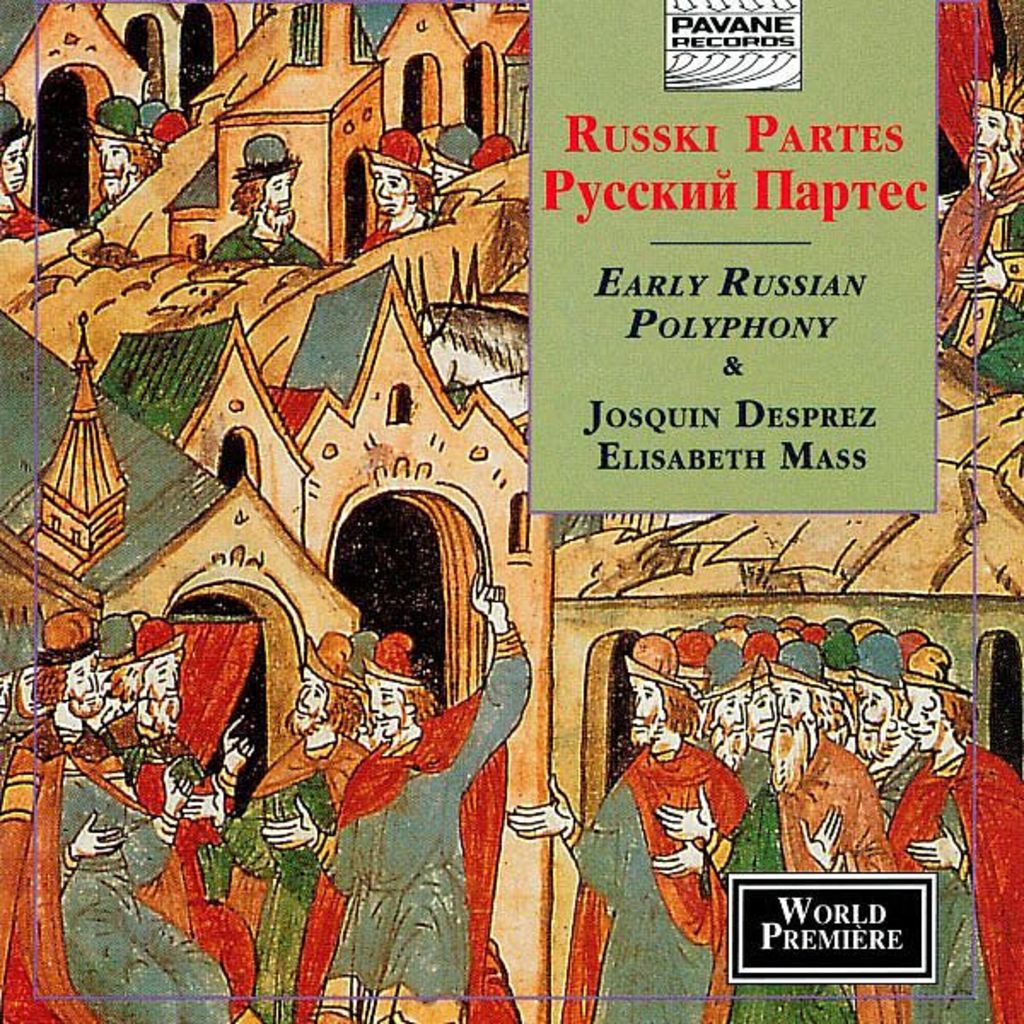 PAVANE
RECORDS
RUSSKI PARTES
Русский Партес
EARLY RUSSIAN
POLYPHONY
&
JOSQUIN DESPREZ
ELISABETH MASS
WORLD
PREMIÈRE